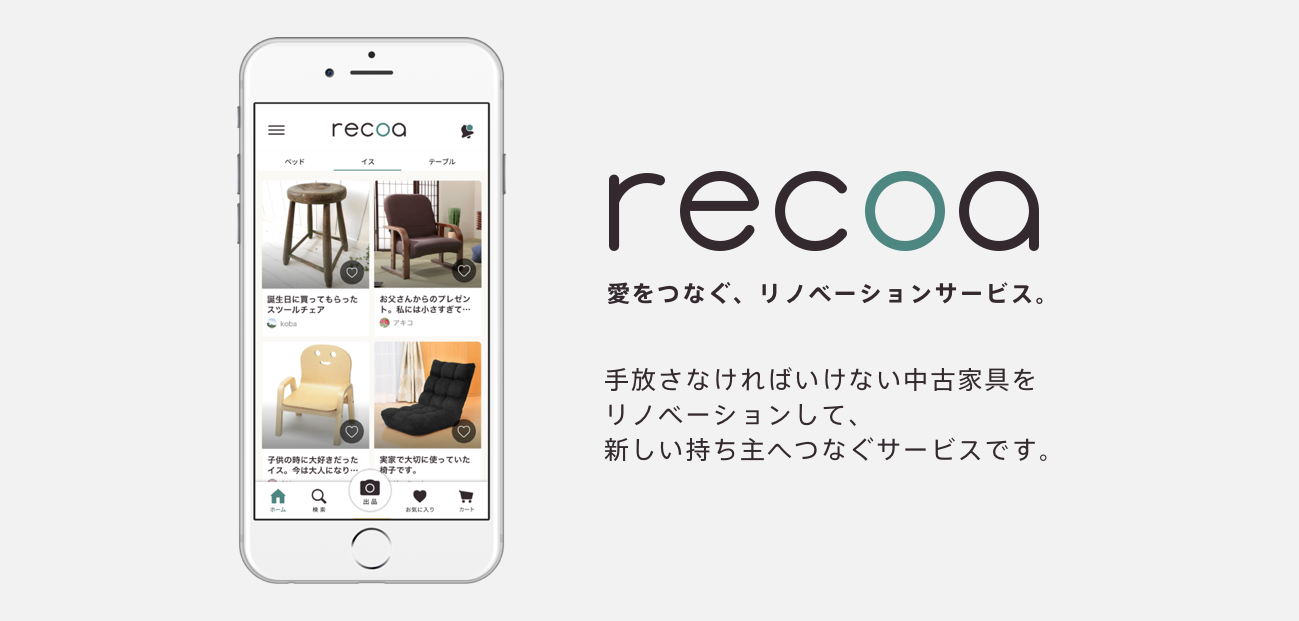 recoa
ベッド
イス
テーブル
誕生日に買ってもらった
スツールチェア
koba
お父さんからのプレゼン
ト。私には小さすぎて…
アキコ
子供の時に大好きだった
イス。今は大人になり…
実家で大切に使っていた
椅子です。
ホーム
検索
出品
お気に入り
カート
recoa
愛をつなぐ、リノベーションサービス。
手放さなければいけない中古家具を
リノベーションして、
新しい持ち主へつなぐサービスです。